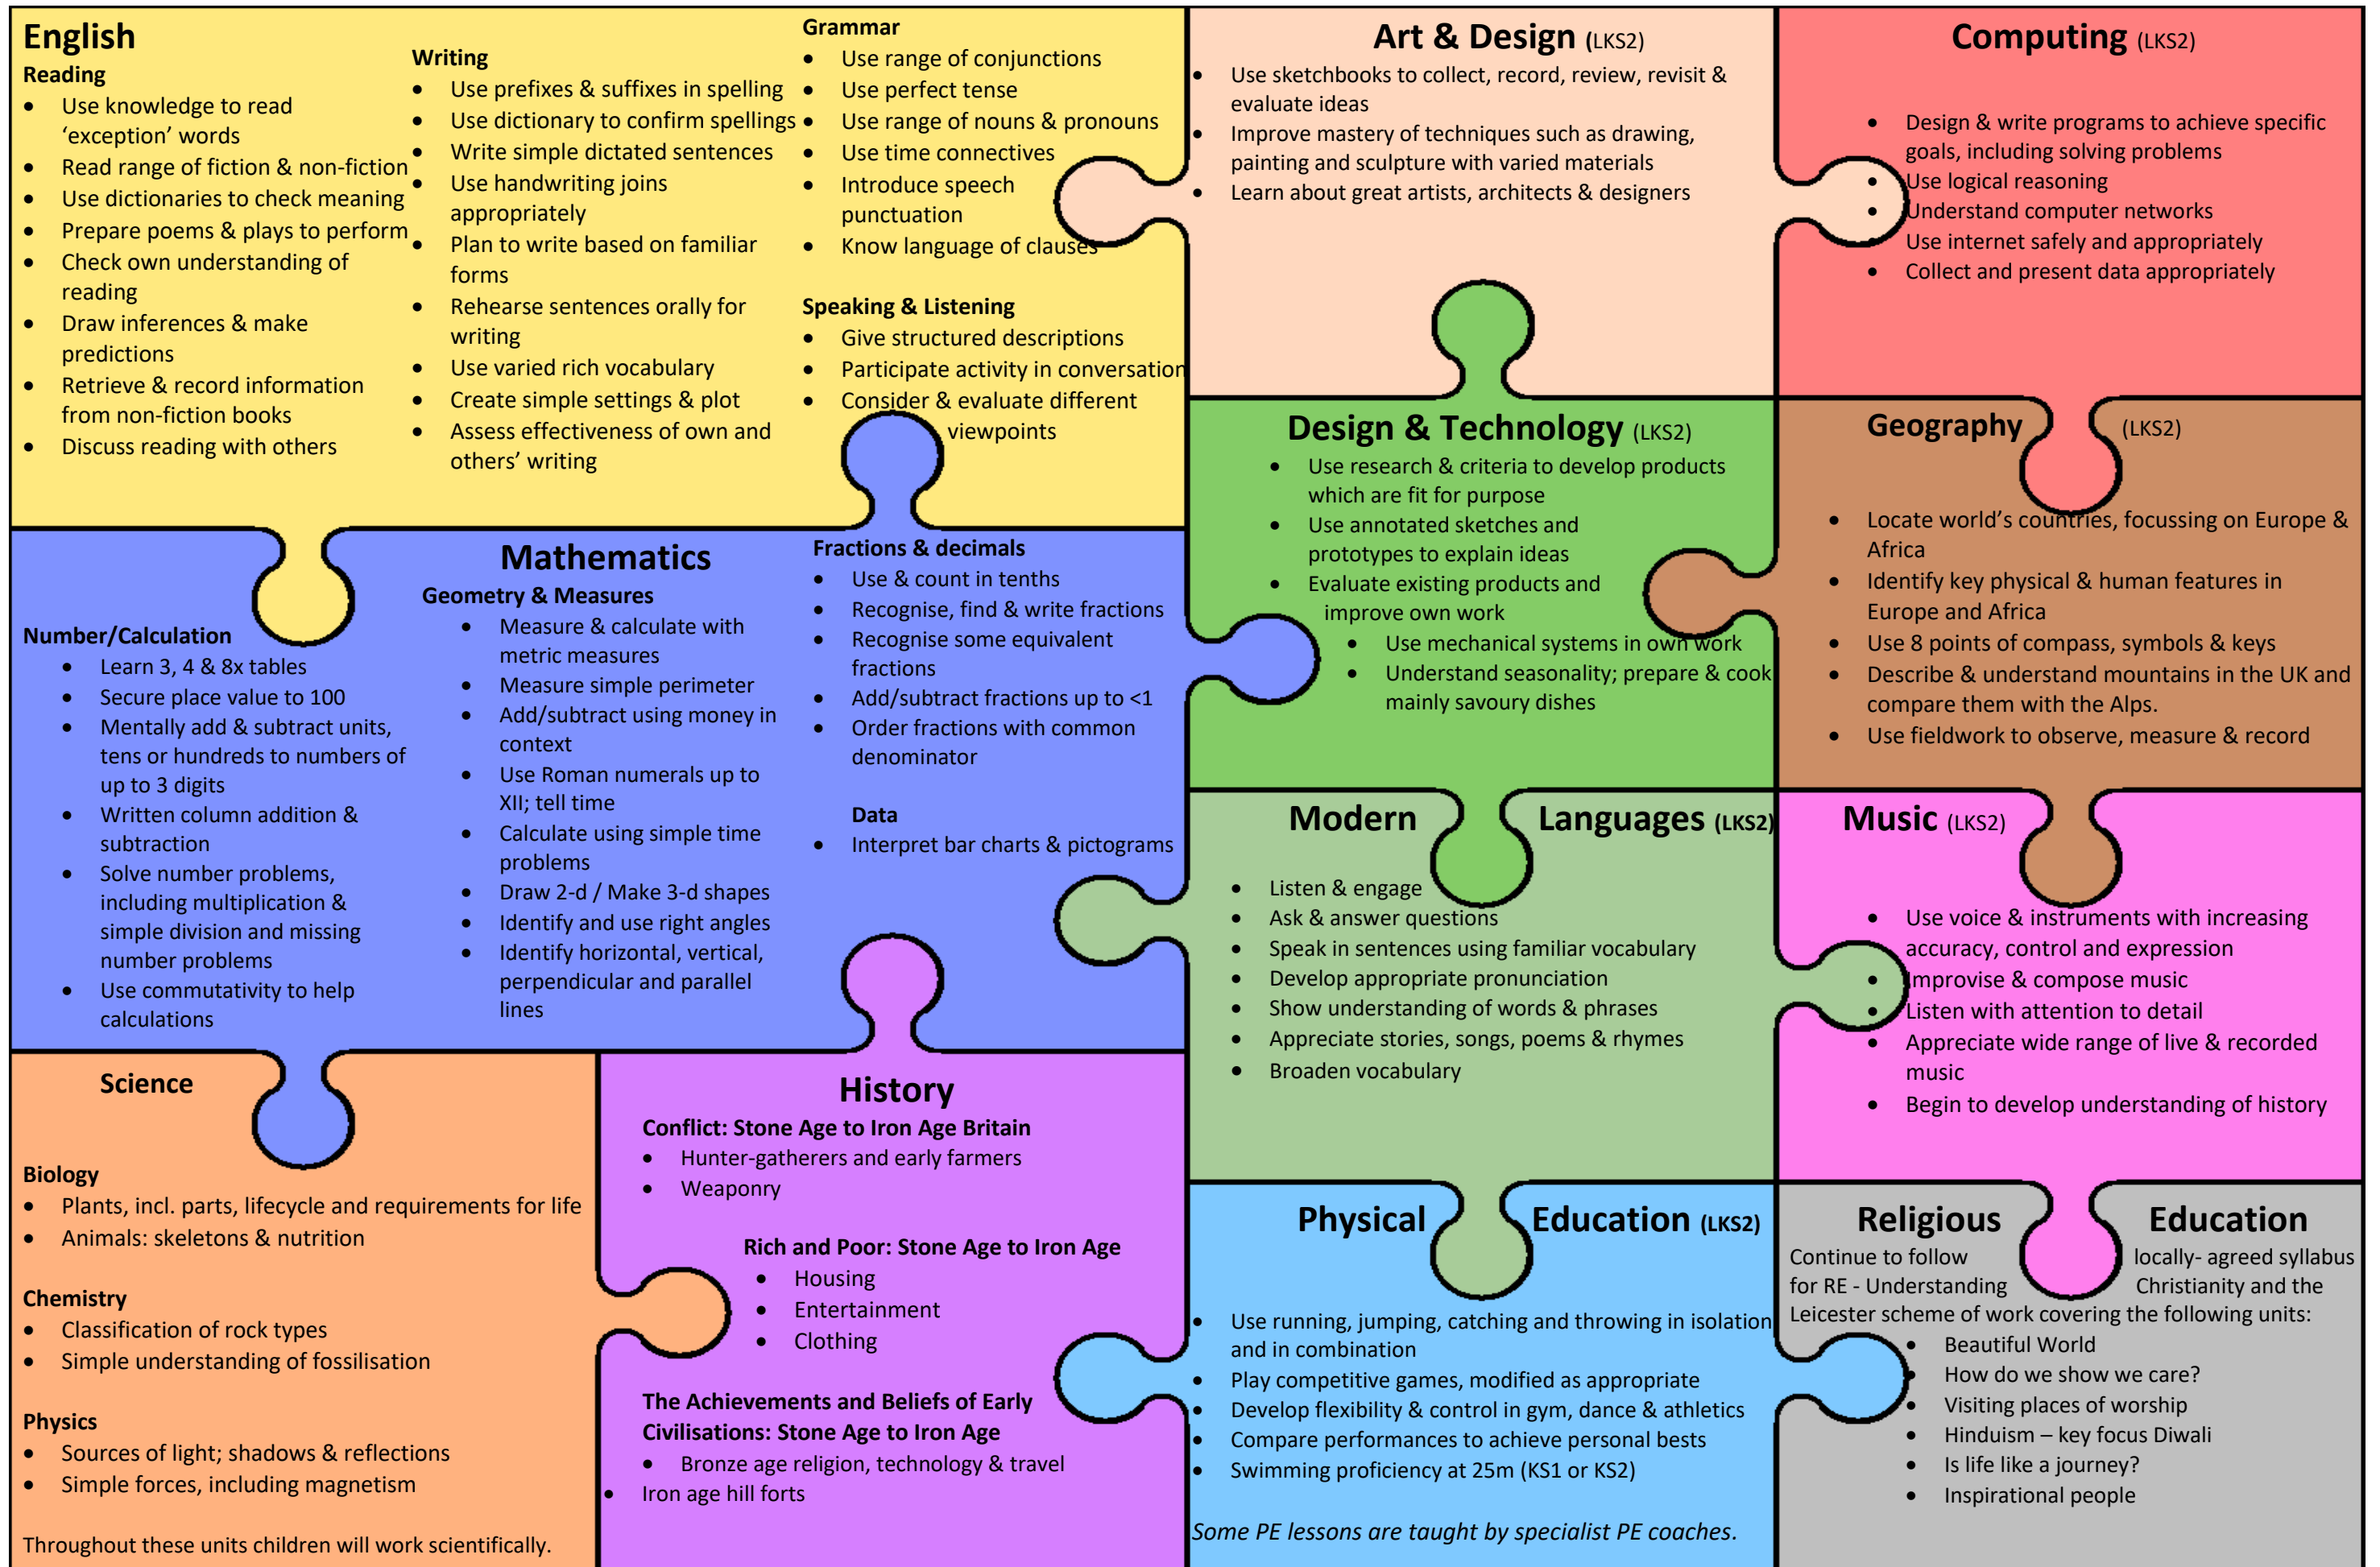 English
Reading
• Use knowledge to read
‘exception’ words
• Read range of fiction & non-fiction
• Use dictionaries to check meaning
• Prepare poems & plays to perform
• Check own understanding of
reading
• Draw inferences & make
predictions
• Retrieve & record information
from non-fiction books
• Discuss reading with others
Writing
• Use prefixes & suffixes in spelling
• Use dictionary to confirm spellings
• Write simple dictated sentences
• Use handwriting joins
appropriately
• Plan to write based on familiar
forms
• Rehearse sentences orally for
writing
• Use varied rich vocabulary
• Create simple settings & plot
• Assess effectiveness of own and
others’ writing
Grammar
• Use range of conjunctions
• Use perfect tense
• Use range of nouns & pronouns
• Use time connectives
• Introduce speech
punctuation
• Know language of clauses
Speaking & Listening
• Give structured descriptions
• Participate activity in conversation
• Consider & evaluate different
viewpoints
Art & Design (LKS2)
• Use sketchbooks to collect, record, review, revisit &
evaluate ideas
• Improve mastery of techniques such as drawing,
painting and sculpture with varied materials
• Learn about great artists, architects & designers
Computing (LKS2)
• Design & write programs to achieve specific
goals, including solving problems
• Use logical reasoning
• Understand computer networks
• Use internet safely and appropriately
• Collect and present data appropriately
Mathematics
Number/Calculation
• Learn 3, 4 & 8x tables
• Secure place value to 100
• Mentally add & subtract units,
tens or hundreds to numbers of
up to 3 digits
• Written column addition &
subtraction
• Solve number problems,
including multiplication &
simple division and missing
number problems
• Use commutativity to help
calculations
Geometry & Measures
• Measure & calculate with
metric measures
• Measure simple perimeter
• Add/subtract using money in
context
• Use Roman numerals up to
XII; tell time
• Calculate using simple time
problems
• Draw 2-d / Make 3-d shapes
• Identify and use right angles
• Identify horizontal, vertical,
perpendicular and parallel
lines
Fractions & decimals
• Use & count in tenths
• Recognise, find & write fractions
• Recognise some equivalent
fractions
• Add/subtract fractions up to <1
• Order fractions with common
denominator
Data
• Interpret bar charts & pictograms
Design & Technology (LKS2)
• Use research & criteria to develop products
which are fit for purpose
• Use annotated sketches and
prototypes to explain ideas
• Evaluate existing products and
improve own work
• Use mechanical systems in own work
• Understand seasonality; prepare & cook
mainly savoury dishes
Geography (LKS2)
• Locate world’s countries, focussing on Europe &
Africa
• Identify key physical & human features in
Europe and Africa
• Use 8 points of compass, symbols & keys
• Describe & understand mountains in the UK and
compare them with the Alps.
• Use fieldwork to observe, measure & record
Modern Languages (LKS2)
• Listen & engage
• Ask & answer questions
• Speak in sentences using familiar vocabulary
• Develop appropriate pronunciation
• Show understanding of words & phrases
• Appreciate stories, songs, poems & rhymes
• Broaden vocabulary
Music (LKS2)
• Use voice & instruments with increasing
accuracy, control and expression
• Improvise & compose music
• Listen with attention to detail
• Appreciate wide range of live & recorded
music
• Begin to develop understanding of history
Science
Biology
• Plants, incl. parts, lifecycle and requirements for life
• Animals: skeletons & nutrition
Chemistry
• Classification of rock types
• Simple understanding of fossilisation
Physics
• Sources of light; shadows & reflections
• Simple forces, including magnetism
Throughout these units children will work scientifically.
History
Conflict: Stone Age to Iron Age Britain
• Hunter-gatherers and early farmers
• Weaponry
Rich and Poor: Stone Age to Iron Age
• Housing
• Entertainment
• Clothing
The Achievements and Beliefs of Early
Civilisations: Stone Age to Iron Age
• Bronze age religion, technology & travel
• Iron age hill forts
Physical Education (LKS2)
• Use running, jumping, catching and throwing in isolation
and in combination
• Play competitive games, modified as appropriate
• Develop flexibility & control in gym, dance & athletics
• Compare performances to achieve personal bests
• Swimming proficiency at 25m (KS1 or KS2)
Some PE lessons are taught by specialist PE coaches.
Religious Education
Continue to follow locally- agreed syllabus
for RE - Understanding Christianity and the
Leicester scheme of work covering the following units:
• Beautiful World
• How do we show we care?
• Visiting places of worship
• Hinduism – key focus Diwali
• Is life like a journey?
• Inspirational people